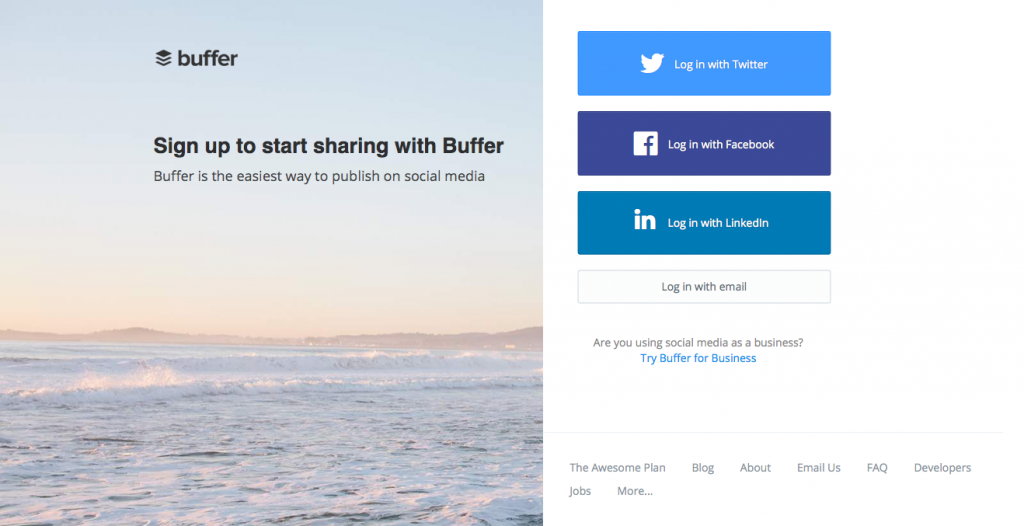 buffer
Sign up to start sharing with Buffer
Buffer is the easiest way to publish on social media
Log in with Twitter
Log in with Facebook
in Log in with LinkedIn
Log in with email
Are you using social media as a business?
Try Buffer for Business
The Awesome Plan Blog About Email Us FAQ Developers
Jobs More...